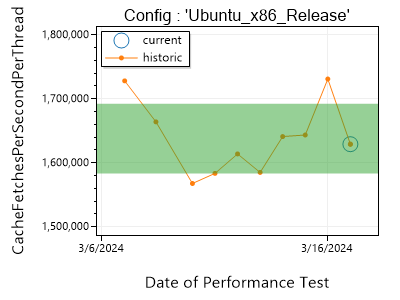 Config : 'Ubuntu_x86_Release'
CacheFetchesPerSecondPerThread
1,800,000
1,700,000
1,600,000
1,500,000
current
historic
3/6/2024
3/16/2024
Date of Performance Test